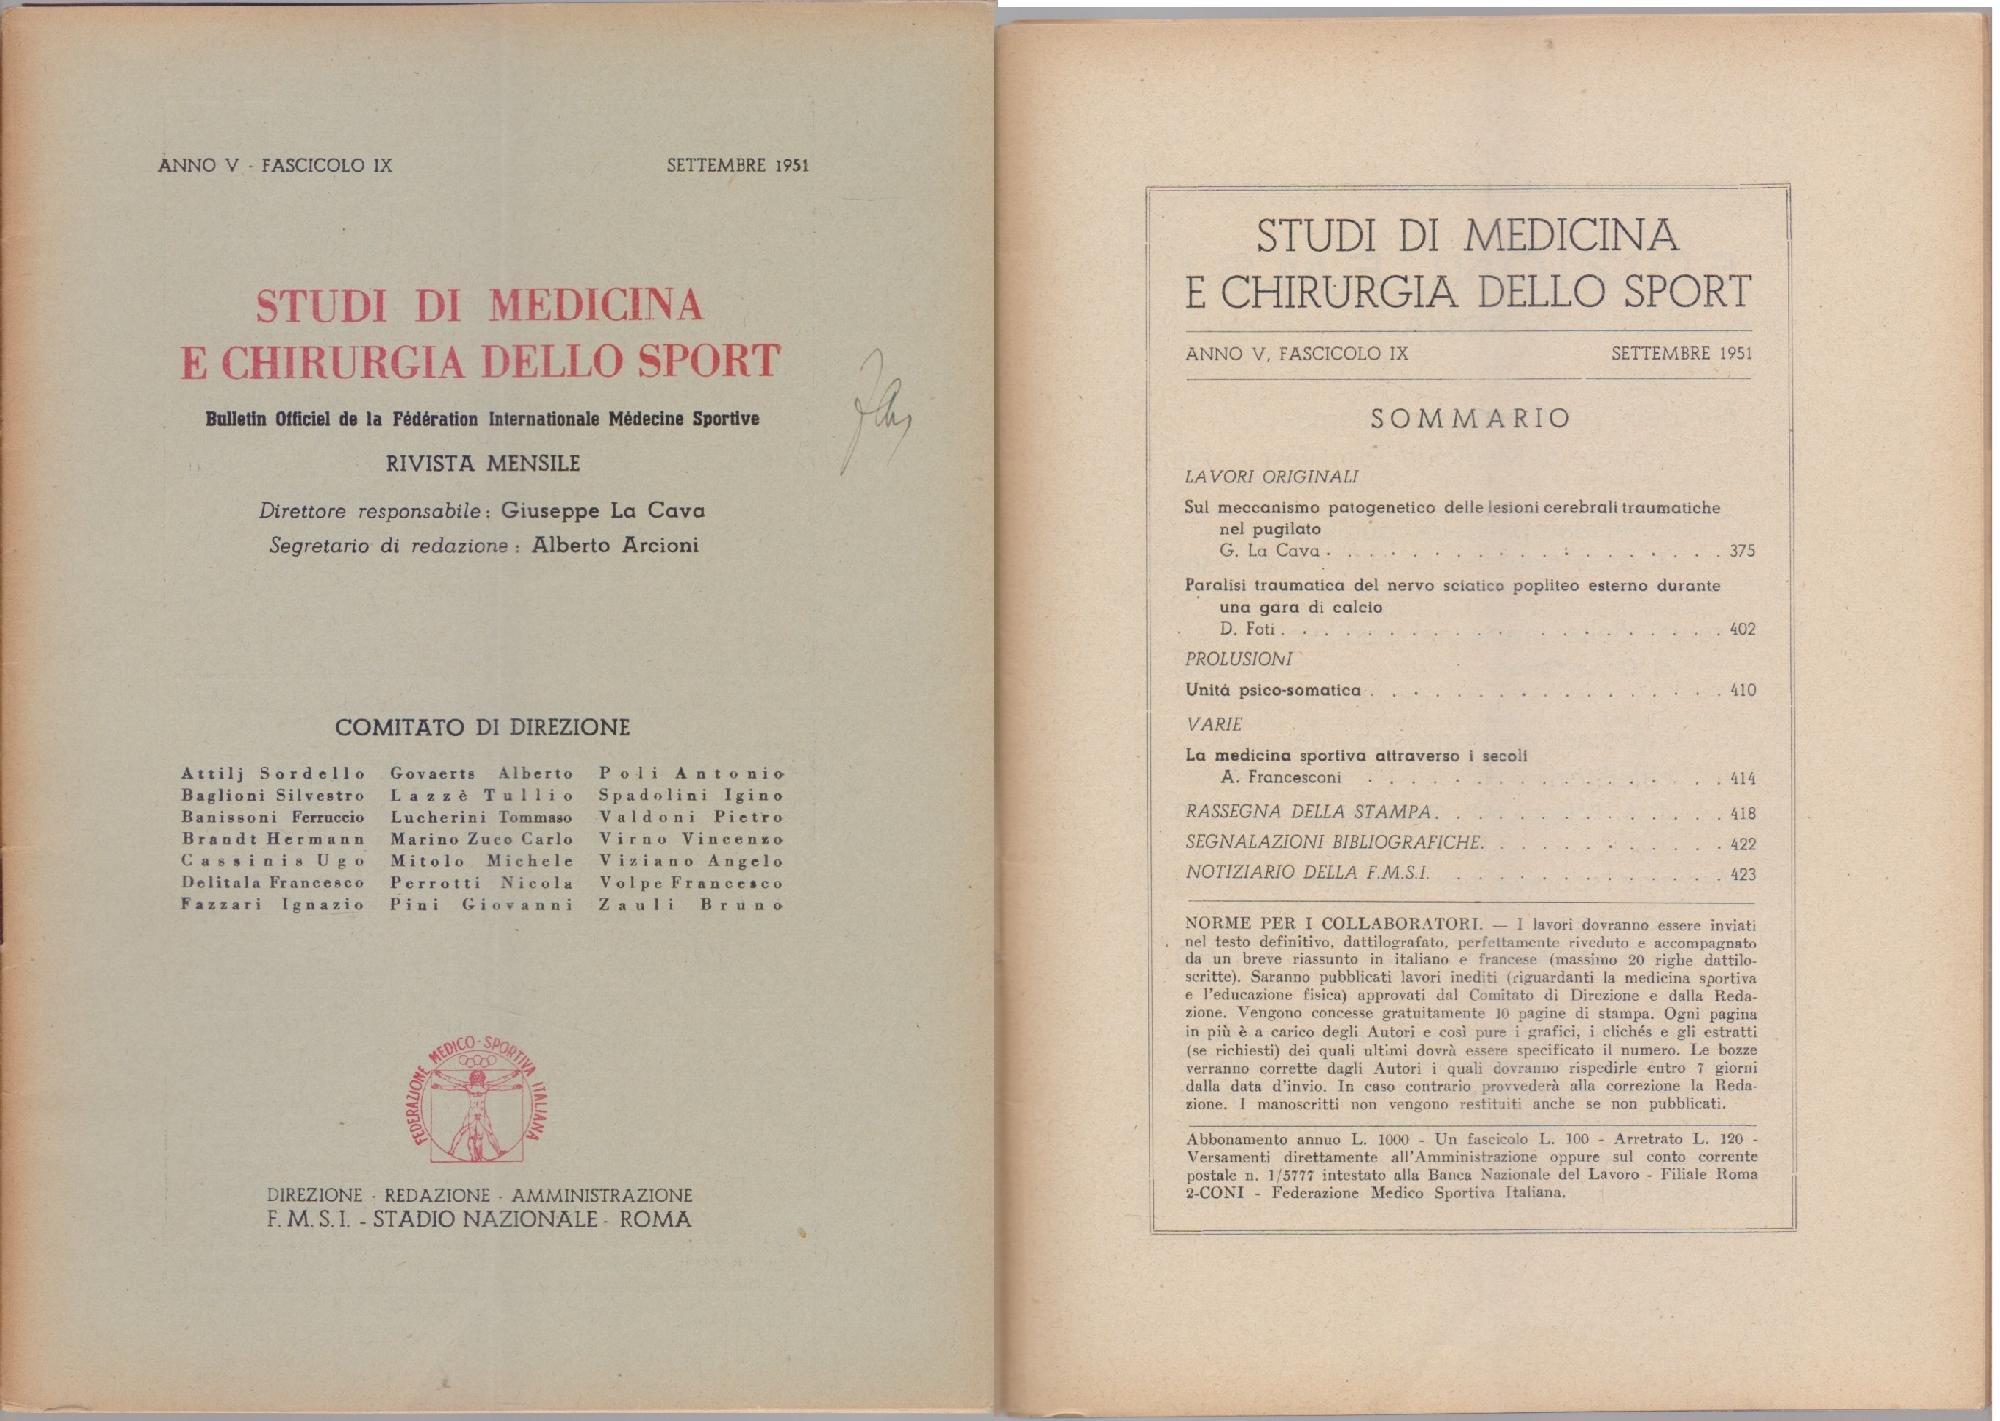 ANNO V - FASCICOLO IX SETTEMBRE 1951
STUDI DI MEDICINA
E CHIRURGIA DELLO SPORT
Bulletin Officiel de la Fédération Internationale Médecine Sportive
RIVISTA MENSILE
Direttore responsabile: Giuseppe La Cava
Segretario di redazione: Alberto Arcioni
COMITATO DI DIREZIONE
Attilj Sordello Govaerts Alberto Poli Antonio
Baglioni Silvestro Lazzè Tullio Spadolini Igino
Banissoni Ferruccio Lucherini Tommaso Valdoni Pietro
Brandt Hermann Marino Zuco Carlo Virno Vincenzo
Cassinis Ugo Mitolo Michele Viziano Angelo
Delitala Francesco Perrotti Nicola Volpe Francesco
Fazzari Ignazio Pini Giovanni Zauli Bruno
FEDERAZIONE MEDICO-SPORTIVA ITALIANA
DIREZIONE - REDAZIONE - AMMINISTRAZIONE
F. M. S. I. - STADIO NAZIONALE - ROMA
STUDI DI MEDICINA
E CHIRURGIA DELLO SPORT
ANNO V, FASCICOLO IX SETTEMBRE 1951
SOMMARIO
LAVORI ORIGINALI
Sul meccanismo patogenetico delle lesioni cerebrali traumatiche
nel pugilato
G. La Cava . . . . . . . . . . . . . . . . . 375
Paralisi traumatica del nervo sciatico popliteo esterno durante
una gara di calcio
D. Foti . . . . . . . . . . . . . . . . . . 402
PROLUSIONI
Unità psico-somatica . . . . . . . . . . . . . . . 410
VARIE
La medicina sportiva attraverso i secoli
A. Francesconi . . . . . . . . . . . . . . . 414
RASSEGNA DELLA STAMPA . . . . . . . . . . . . . 418
SEGNALAZIONI BIBLIOGRAFICHE . . . . . . . . . . . 422
NOTIZIARIO DELLA F.M.S.I. . . . . . . . . . . . . 423
NORME PER I COLLABORATORI. — I lavori dovranno essere inviati
nel testo definitivo, dattilografato, perfettamente riveduto e accompagnato
da un breve riassunto in italiano e francese (massimo 20 righe dattilo-
scritte). Saranno pubblicati lavori inediti (riguardanti la medicina sportiva
e l'educazione fisica) approvati dal Comitato di Direzione e dalla Reda-
zione. Vengono concesse gratuitamente 10 pagine di stampa. Ogni pagina
in più è a carico degli Autori e così pure i grafici, i clichés e gli estratti
(se richiesti) dei quali ultimi dovrà essere specificato il numero. Le bozze
verranno corrette dagli Autori i quali dovranno rispedirle entro 7 giorni
dalla data d'invio. In caso contrario provvederà alla correzione la Reda-
zione. I manoscritti non vengono restituiti anche se non pubblicati.
Abbonamento annuo L. 1000 - Un fascicolo L. 100 - Arretrato L. 120 -
Versamenti direttamente all'Amministrazione oppure sul conto corrente
postale n. 1/5777 intestato alla Banca Nazionale del Lavoro - Filiale Roma
2-CONI - Federazione Medico Sportiva Italiana.